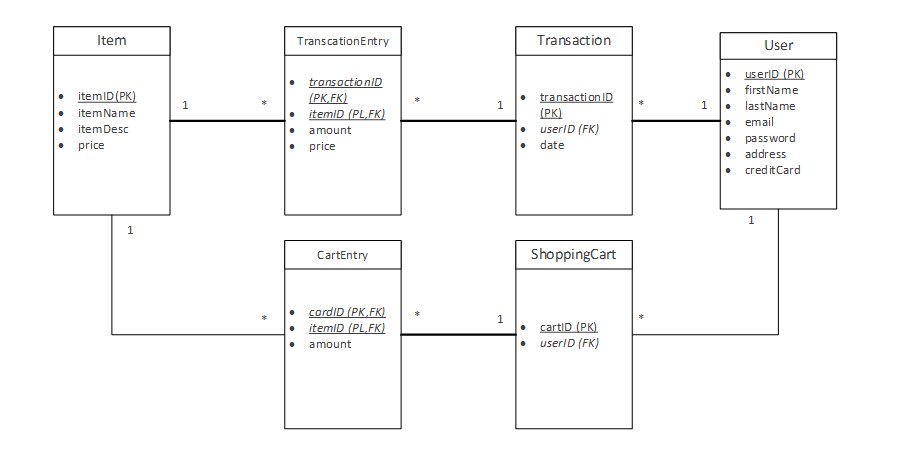 Item
itemID(PK)
itemName
itemDesc
price
TranscationEntry
transactionID
(PK,FK)
itemID (PL,FK)
amount
price
Transaction
transactionID
(PK)
userID (FK)
date
User
userID (PK)
firstName
lastName
email
password
address
creditCard
1
*
*
1
*
1
1
1
CartEntry
cardID (PK,FK)
itemID (PL,FK)
amount
ShoppingCart
cartID (PK)
userID (FK)
*
*
1
*